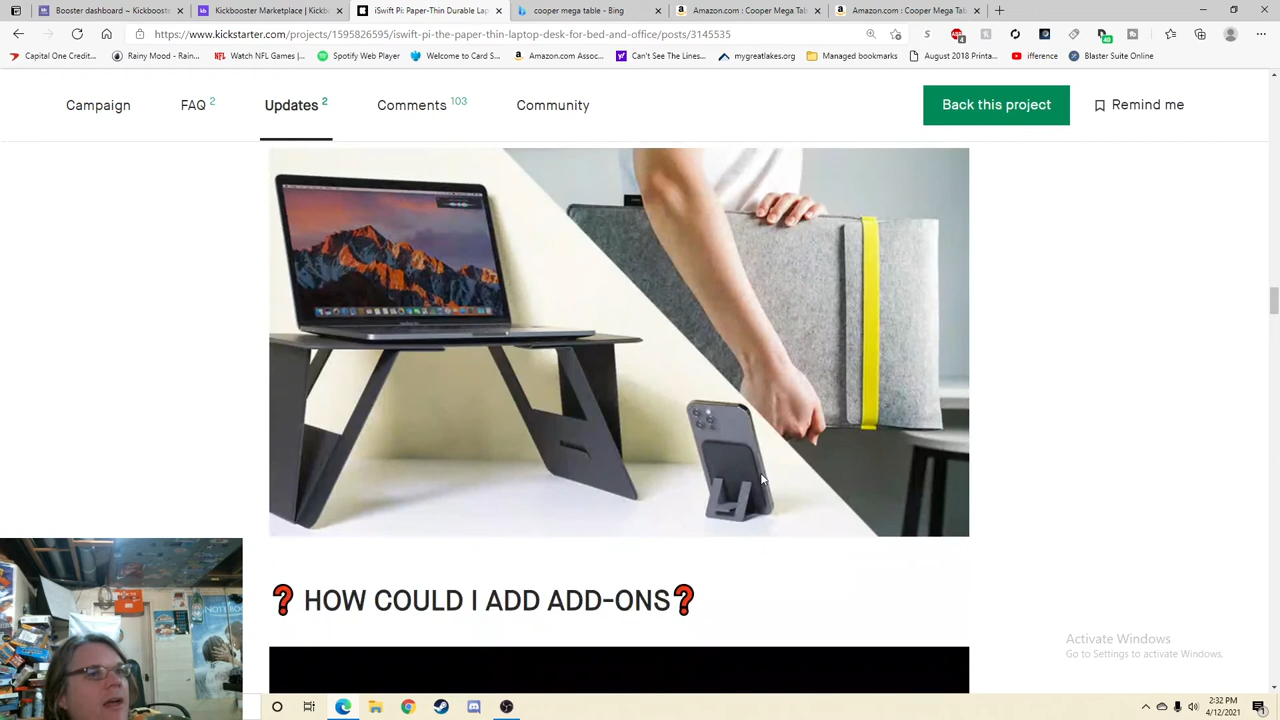 Booster dashboard ~ Kickbooste
Kickbooster Marketplace | Kickb
iSwift Pi: Paper-Thin Durable Lap
cooper mega table - Bing
Amazon.com: Cooper Mega Tab
Amazon.com : Cooper Mega Tab
https://www.kickstarter.com/projects/1595826595/iswift-pi-the-paper-thin-laptop-desk-for-bed-and-office/posts/3145535
Capital One Credit...
Rainy Mood - Rain...
Watch NFL Games |...
Spotify Web Player
Welcome to Card S...
Amazon.com Assoc...
Can't See the Lines...
mygreatlakes.org
Managed bookmarks
August 2018 Printa...
ifference
Blaster Suite Online
Campaign
FAQ 2
Updates 2
Comments 103
Community
Back this project
Remind me
❓ HOW COULD I ADD ADD-ONS❓
Activate Windows
Go to Settings to activate Windows.
2:32 PM
4/12/2021